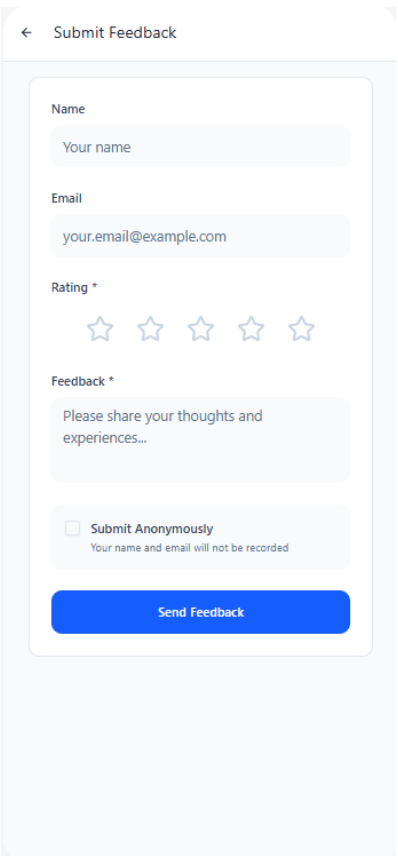 Submit Feedback
Name
Your name
Email
your.email@example.com
Rating *
Feedback *
Please share your thoughts and
experiences...
Submit Anonymously
Your name and email will not be recorded
Send Feedback